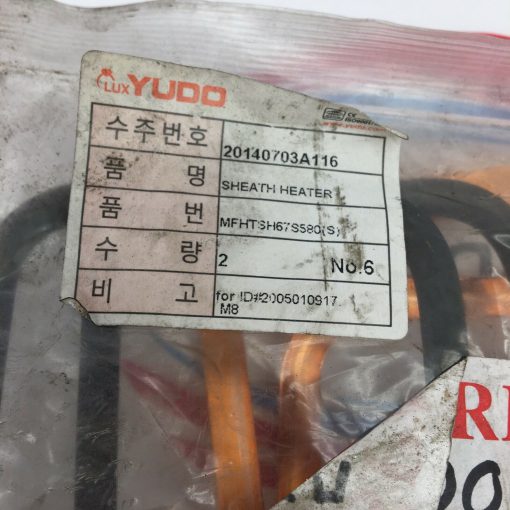 LUX YUDO
수주번호 20140703A116
품 명 SHEATH HEATER
품 번 MFHTSH67S580(S)
수 량 2 No.6
비 고 for ID#2005010917
M8